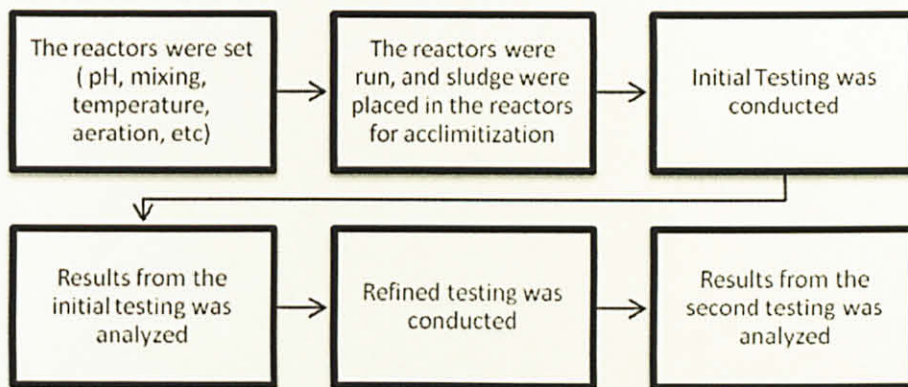 The reactors were set
( pH, mixing,
temperature,
aeration, etc)
The reactors were
run, and sludge were
placed in the reactors
for acclimitization
Initial Testing was
conducted
Results from the
initial testing was
analyzed
Refined testing was
conducted
Results from the
second testing was
analyzed